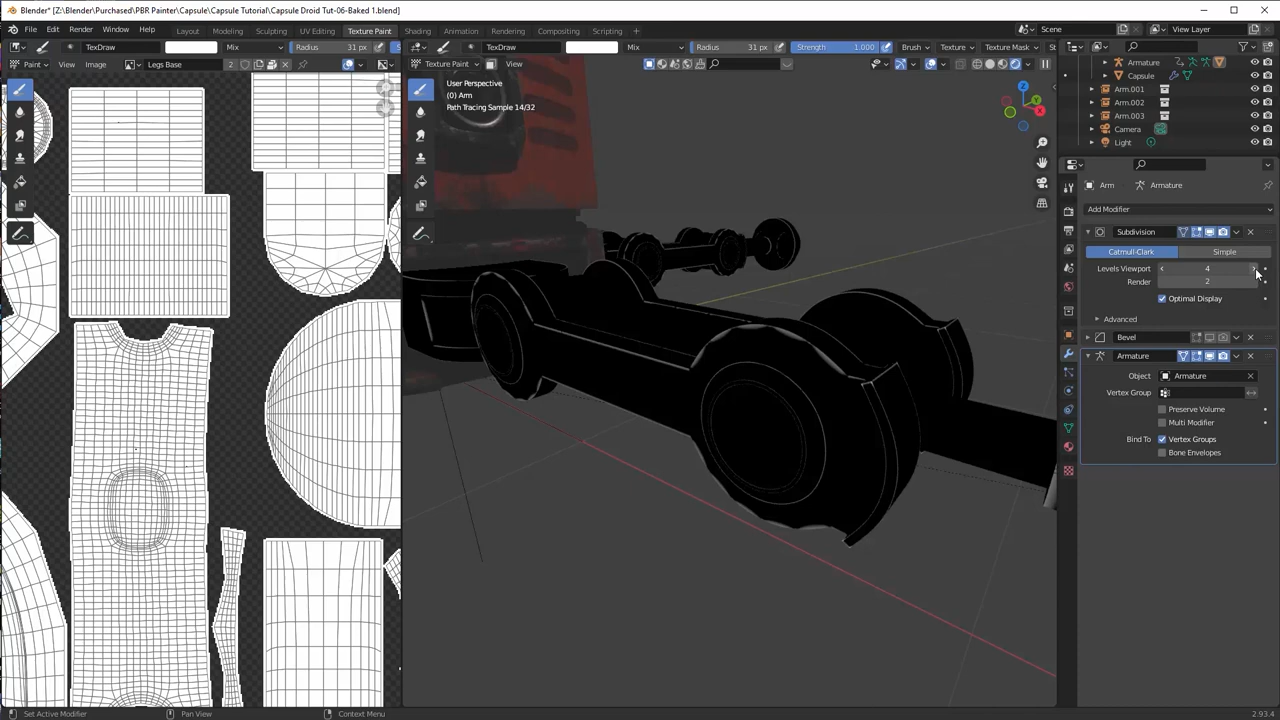 Blender* [Z:\Blender\Purchased\PBR Painter\Capsule\Capsule Tutorial\Capsule Droid Tut-06-Baked 1.blend]
File Edit Render Window Help Layout Modeling Sculpting UV Editing Texture Paint Shading Animation Rendering Compositing Scripting Scene View Layer
TexDraw Mix Radius 31 px TexDraw Mix Radius 31 px Strength 1.000 Brush Texture Texture Mask
Paint View Image Legs Base 2 Texture Paint View
User Perspective
(0) Arm
Path Tracing Sample 14/32
X
Y
Z
Armature
Capsule
Arm.001
Arm.002
Arm.003
Camera
Light
Arm Armature
Add Modifier
Subdivision
Catmull-Clark Simple
Levels Viewport 4
Render 2
Optimal Display
Advanced
Bevel
Armature
Object Armature
Vertex Group
Preserve Volume
Multi Modifier
Bind To Vertex Groups
Bone Envelopes
Set Active Modifier Pan View Context Menu 2.93.4